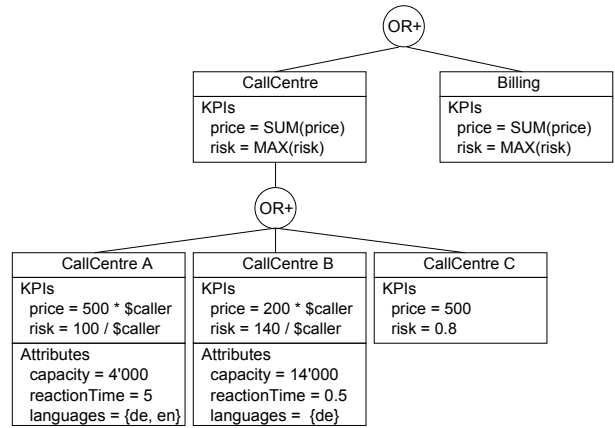 OR+
CallCentre
KPIs
price = SUM(price)
risk = MAX(risk)
Billing
KPIs
price = SUM(price)
risk = MAX(risk)
OR+
CallCentre A
KPIs
price = 500 * $caller
risk = 100 / $caller
Attributes
capacity = 4'000
reactionTime = 5
languages = {de, en}
CallCentre B
KPIs
price = 200 * $caller
risk = 140 / $caller
Attributes
capacity = 14'000
reactionTime = 0.5
languages =  {de}
CallCentre C
KPIs
price = 500
risk = 0.8